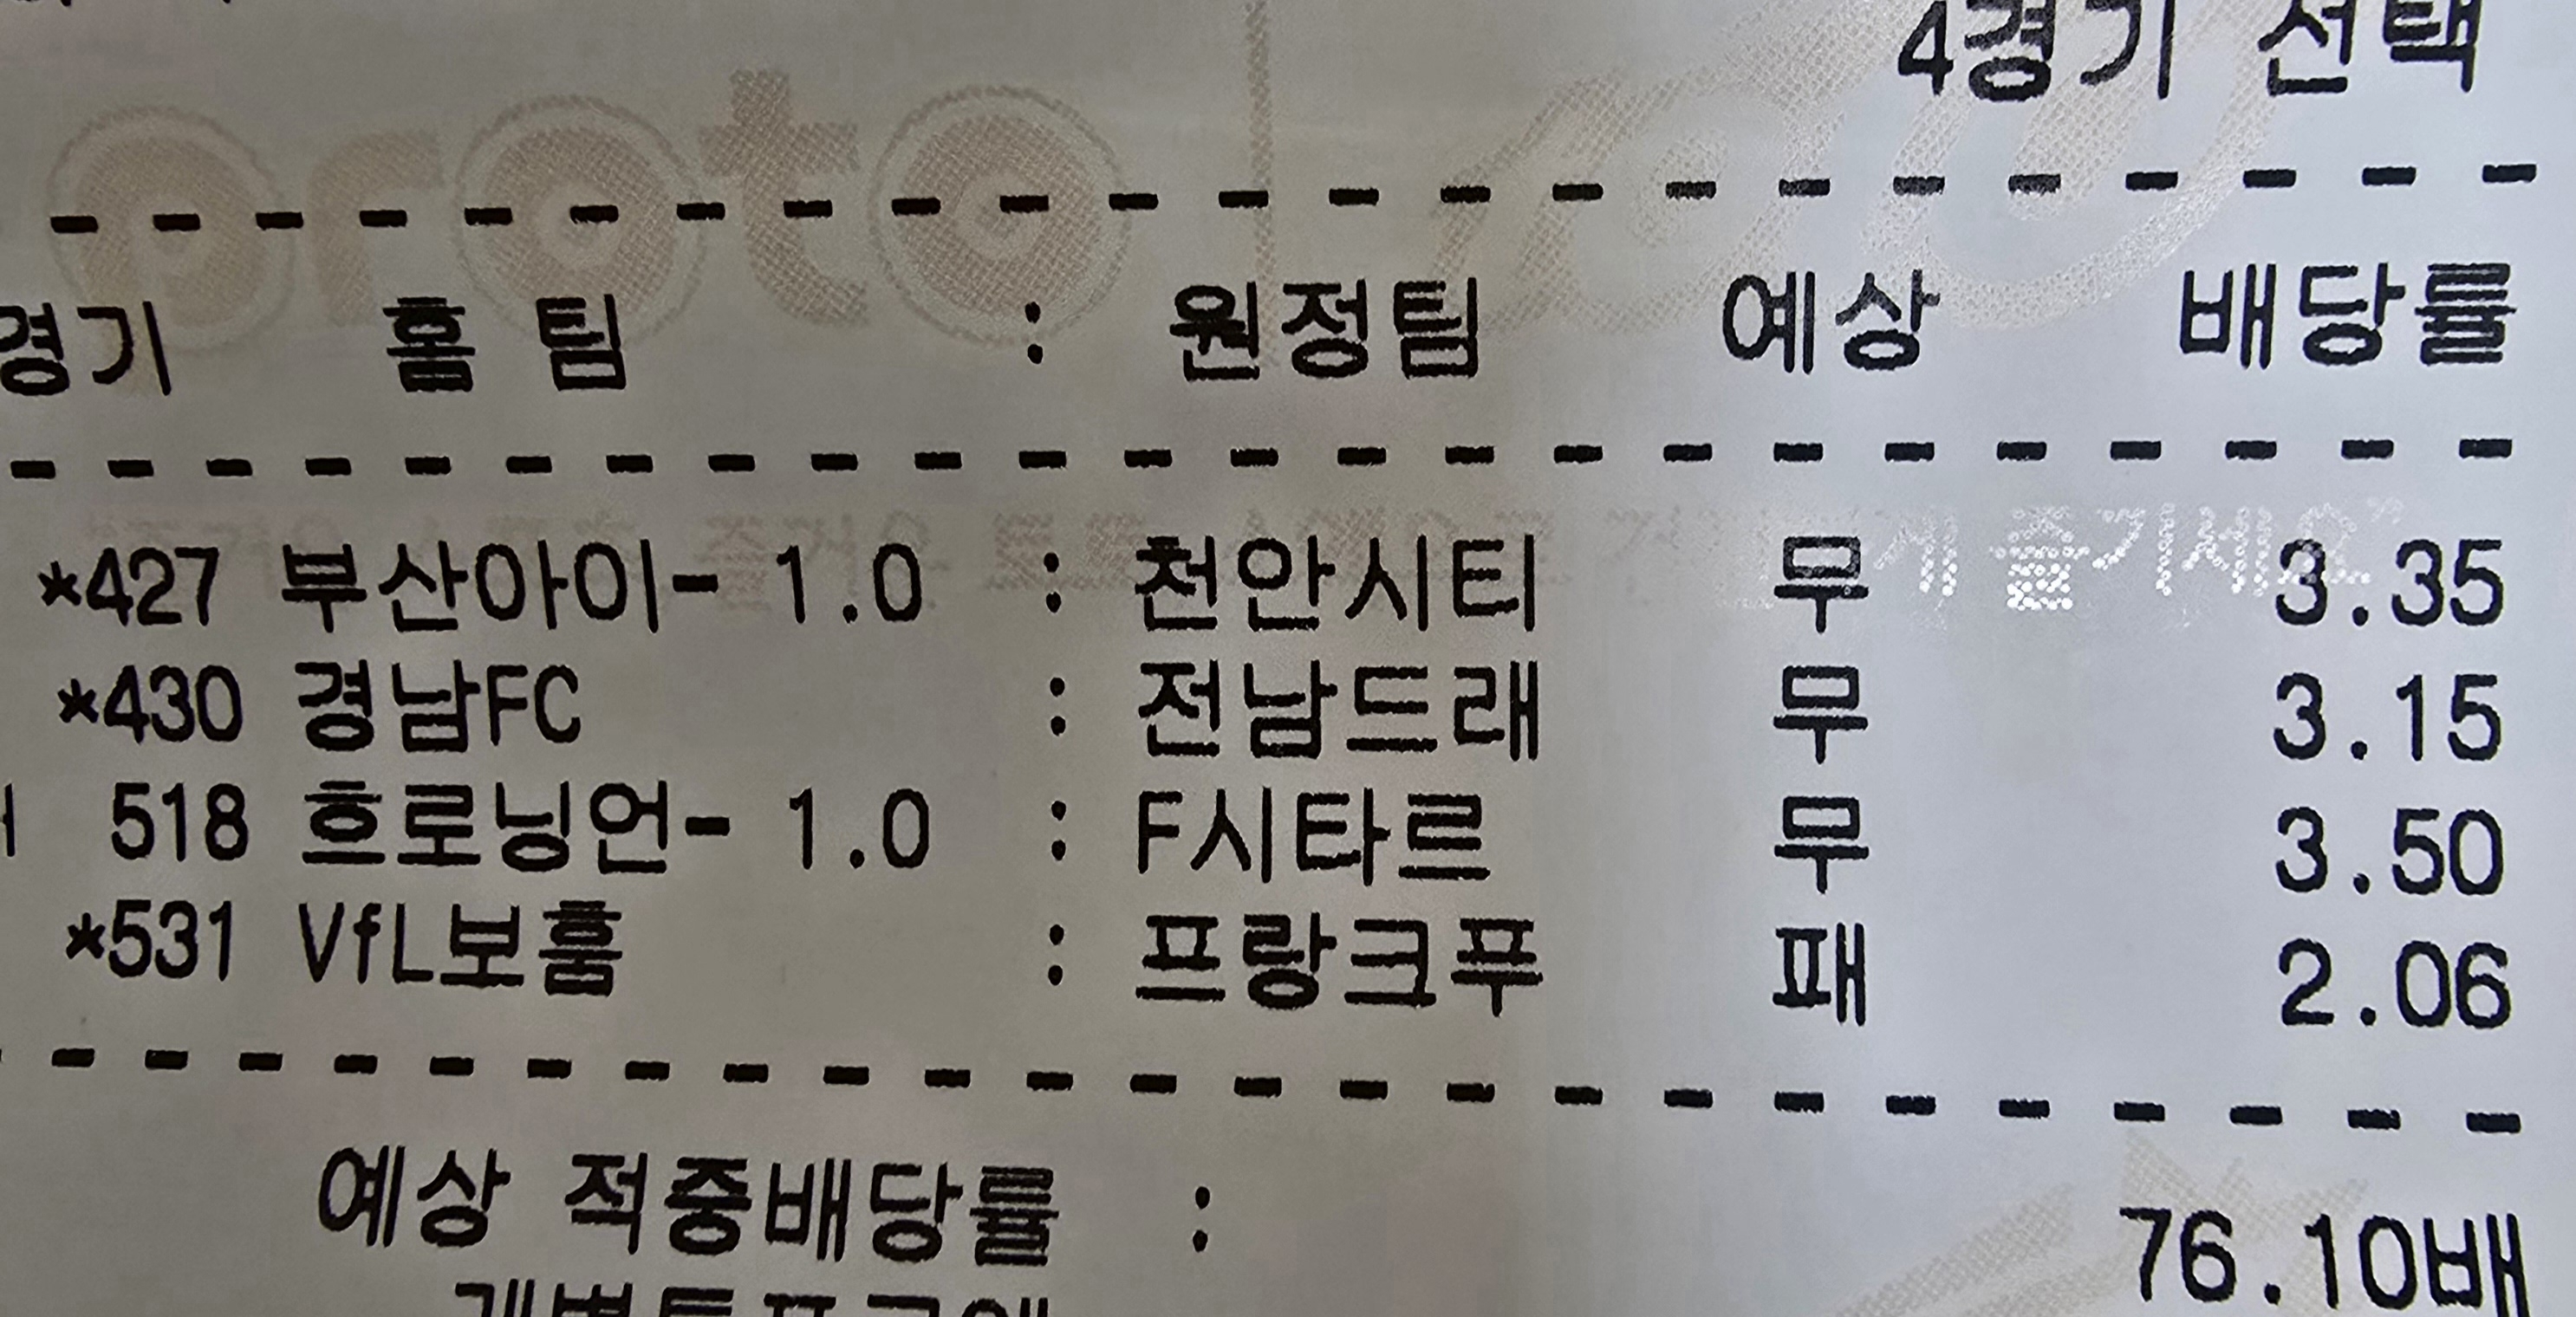 4경기 선택
proto
- - - - - - - - - - - - - - - - - - - - - - - -
경기 홈 팀 : 원정팀 예상 배당률
- - - - - - - - - - - - - - - - - - - - - - - - -
*427 부산아이- 1.0 : 천안시티 무 3.35
*430 경남FC : 전남드래 무 3.15
518 흐로닝언- 1.0 : F시타르 무 3.50
*531 VfL보훔 : 프랑크푸 패 2.06
- - - - - - - - - - - - - - - - - - - - - - - - -
예상 적중배당률 : 76.10배